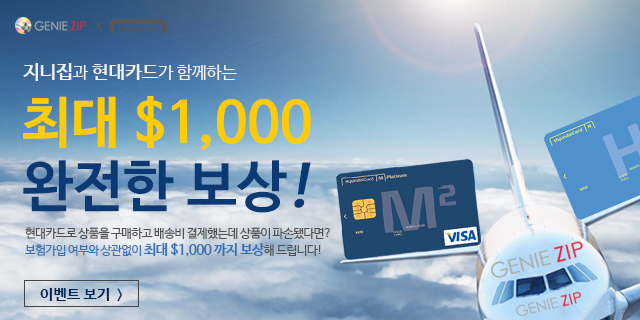 GENIE ZIP ×
지니집과 현대카드가 함께하는
최대 $1,000
완전한 보상!
현대카드로 상품을 구매하고 배송비 결제했는데 상품이 파손됐다면?
보험가입 여부와 상관없이 최대 $1,000 까지 보상해 드립니다!
이벤트 보기 >
HyundaiCard M Platinum
M2
VISA
HyundaiCard H
H
GENIE ZIP
GENIE ZIP